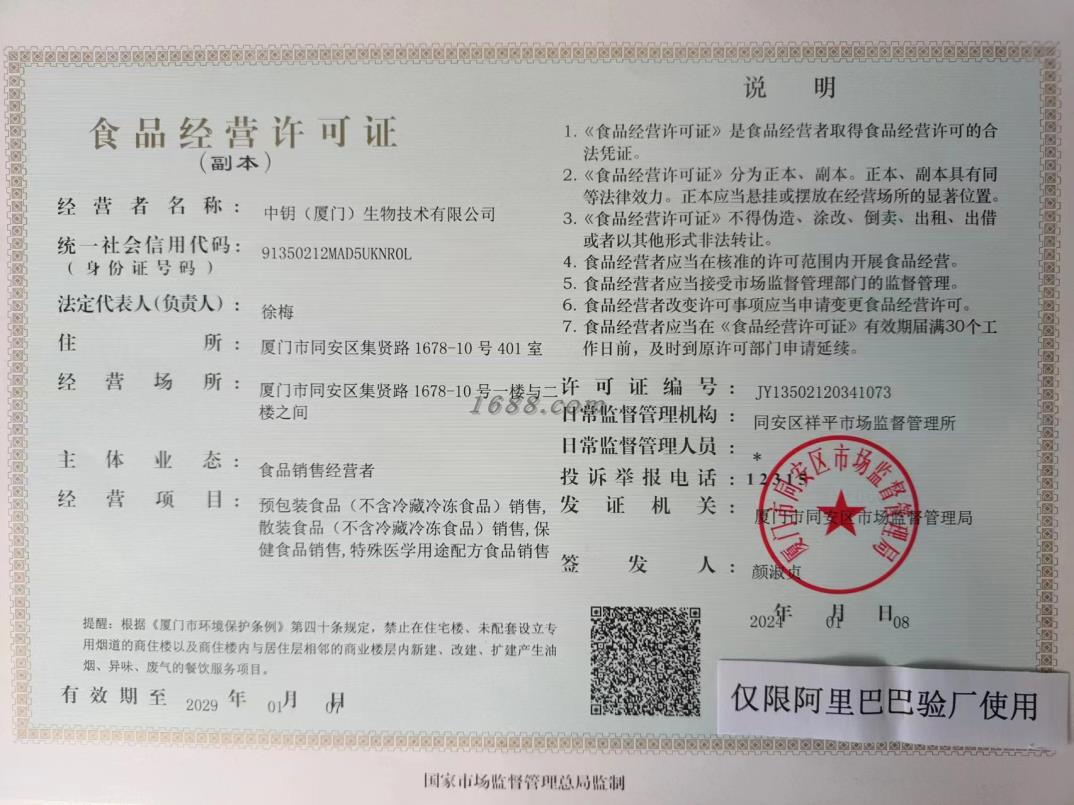 食品经营许可证
（副本）
经营者名称： 中钥（厦门）生物技术有限公司
统一社会信用代码： 91350212MAD5UKNR0L
（身份证号码）
法定代表人（负责人）： 徐梅
住所： 厦门市同安区集贤路 1678-10 号 401 室
经营场所： 厦门市同安区集贤路 1678-10 号一楼与二
楼之间
主体业态： 食品销售经营者
经营项目： 预包装食品（不含冷藏冷冻食品）销售,
散装食品（不含冷藏冷冻食品）销售,保
健食品销售,特殊医学用途配方食品销售
提醒：根据《厦门市环境保护条例》第四十条规定，禁止在住宅楼、未配套设立专
用烟道的商住楼以及商住楼内与居住层相邻的商业楼层内新建、改建、扩建产生油
烟、异味、废气的餐饮服务项目。
有效期至 2029 年 01 月 07 日
说明
1.《食品经营许可证》是食品经营者取得食品经营许可的合
法凭证。
2.《食品经营许可证》分为正本、副本。正本、副本具有同
等法律效力。正本应当悬挂或摆放在经营场所的显著位置。
3.《食品经营许可证》不得伪造、涂改、倒卖、出租、出借
或者以其他形式非法转让。
4. 食品经营者应当在核准的许可范围内开展食品经营。
5. 食品经营者应当接受市场监督管理部门的监督管理。
6. 食品经营者改变许可事项应当申请变更食品经营许可。
7. 食品经营者应当在《食品经营许可证》有效期届满30个工
作日前，及时到原许可部门申请延续。
许可证编号： JY13502120341073
日常监督管理机构： 同安区祥平市场监督管理所
日常监督管理人员： *
投诉举报电话：12315
发证机关： 厦门市同安区市场监督管理局
签发人： 颜淑贞
2024 年 01 月 08 日
厦门市同安区市场监督管理局
1688.com
仅限阿里巴巴验厂使用
国家市场监督管理总局监制